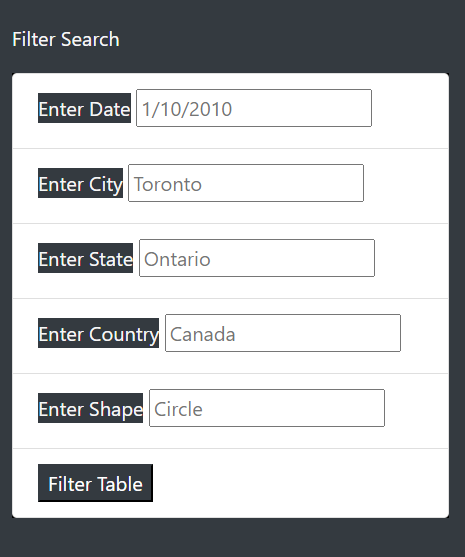 Filter Search
Enter Date 1/10/2010
Enter City Toronto
Enter State Ontario
Enter Country Canada
Enter Shape Circle
Filter Table